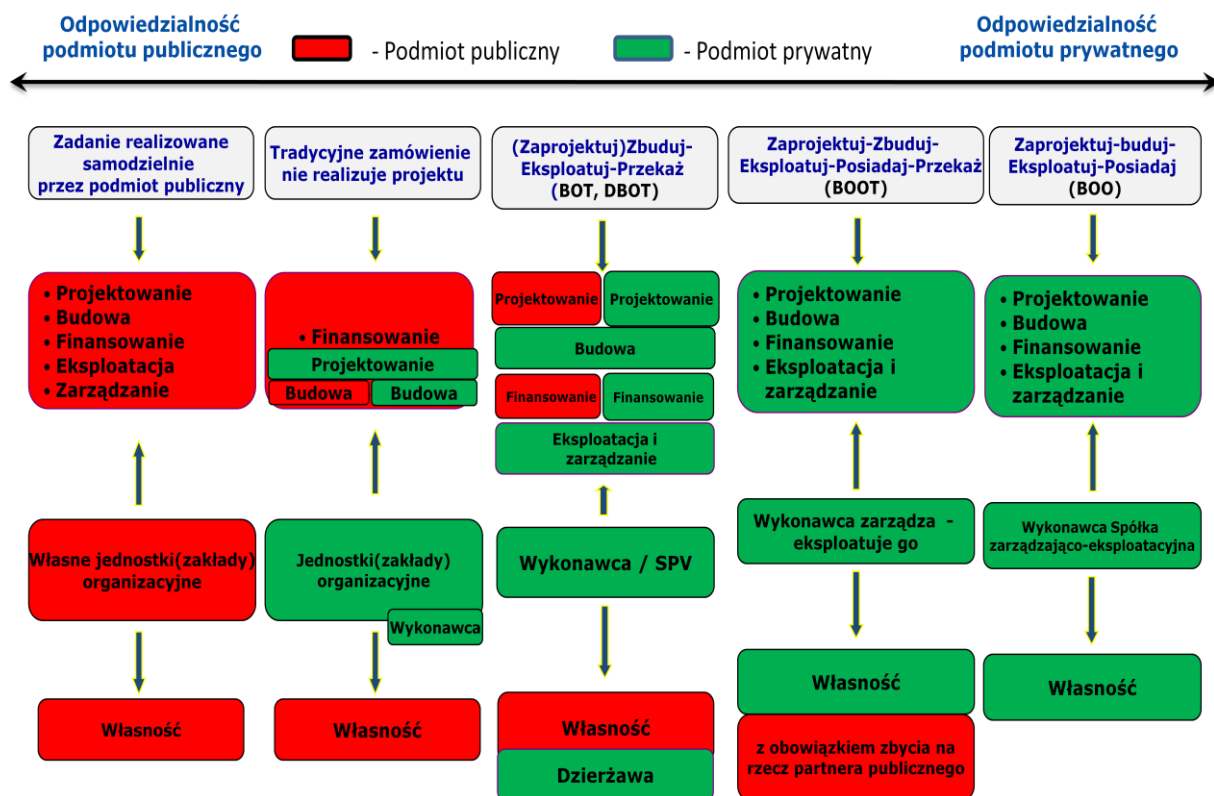 Odpowiedzialność
podmiotu publicznego
- Podmiot publiczny
- Podmiot prywatny
Odpowiedzialność
podmiotu prywatnego
Zadanie realizowane
samodzielnie
przez podmiot publiczny
Tradycyjne zamówienie
nie realizuje projektu
(Zaprojektuj)Zbuduj-
Eksploatuj-Przekaż
(BOT, DBOT)
Zaprojektuj-Zbuduj-
Eksploatuj-Posiadaj-Przekaż
(BOOT)
Zaprojektuj-buduj-
Eksploatuj-Posiadaj
(BOO)
• Projektowanie
• Budowa
• Finansowanie
• Eksploatacja
• Zarządzanie
• Finansowanie
Projektowanie
Budowa
Budowa
Projektowanie
Projektowanie
Budowa
Finansowanie
Finansowanie
Eksploatacja i
zarządzanie
• Projektowanie
• Budowa
• Finansowanie
• Eksploatacja i
zarządzanie
• Projektowanie
• Budowa
• Finansowanie
• Eksploatacja i
zarządzanie
Własne jednostki(zakłady)
organizacyjne
Jednostki(zakłady)
organizacyjne
Wykonawca
Wykonawca / SPV
Wykonawca zarządza -
eksploatuje go
Wykonawca Spółka
zarządzająco-eksploatacyjna
Własność
Własność
Własność
Dzierżawa
Własność
z obowiązkiem zbycia na
rzecz partnera publicznego
Własność